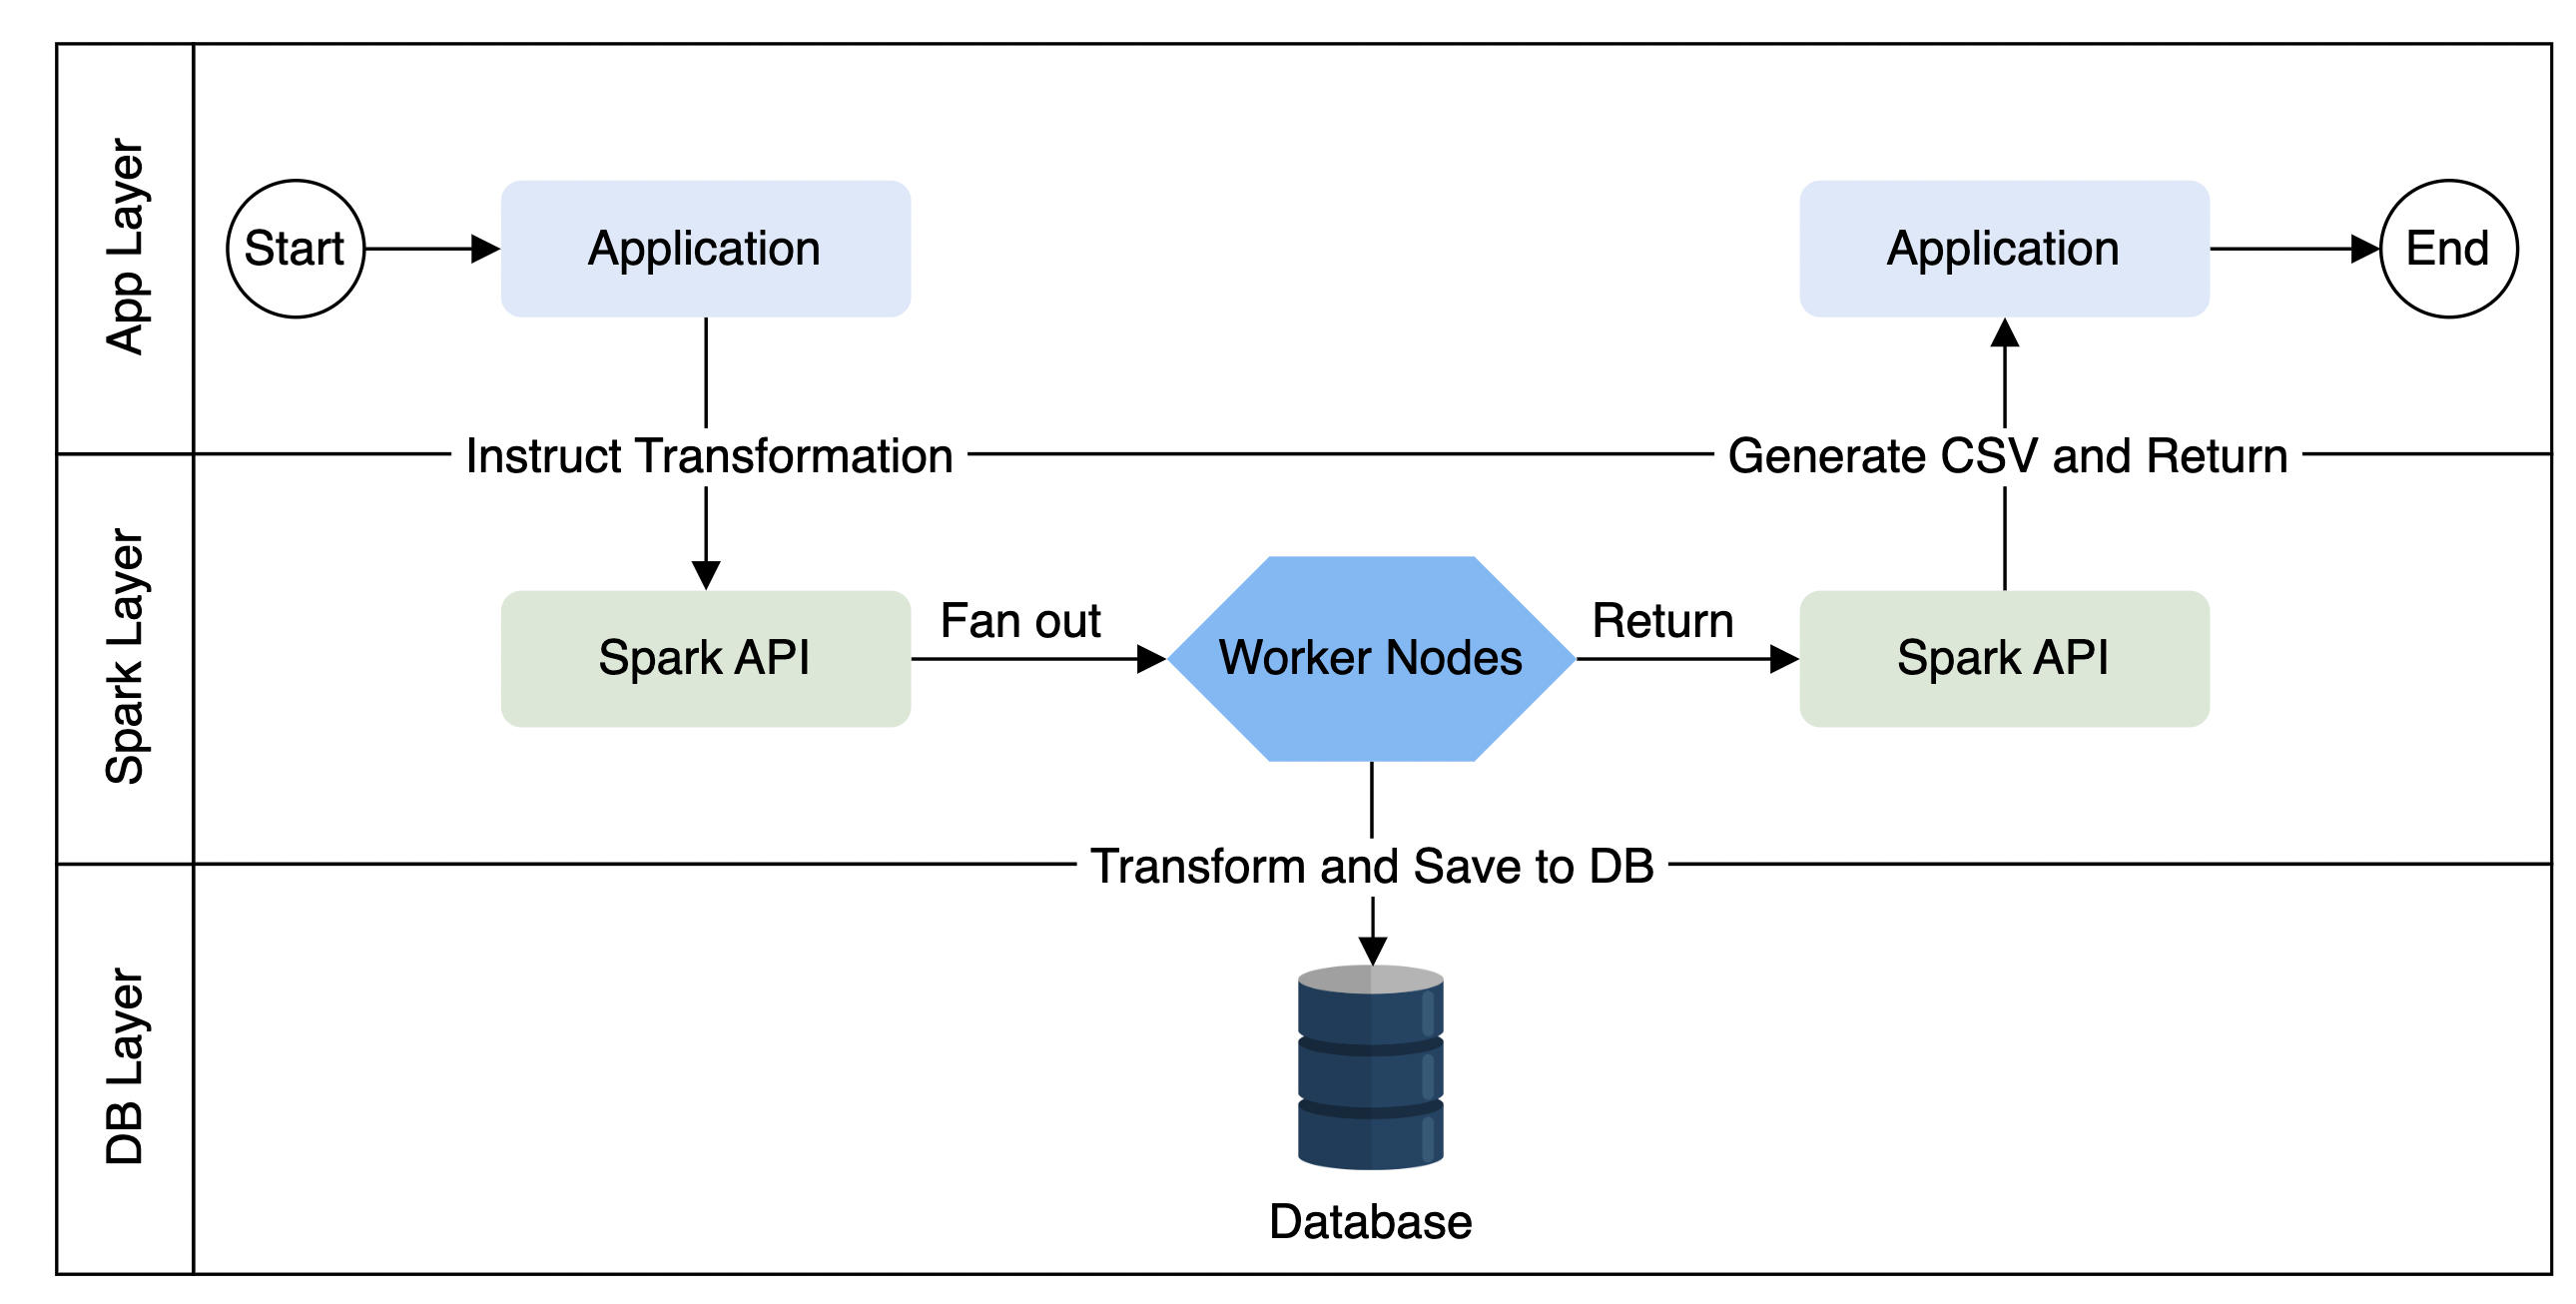 App Layer
Start
Application
Application
End
Instruct Transformation
Generate CSV and Return
Spark Layer
Spark API
Fan out
Worker Nodes
Return
Spark API
Transform and Save to DB
DB Layer
Database